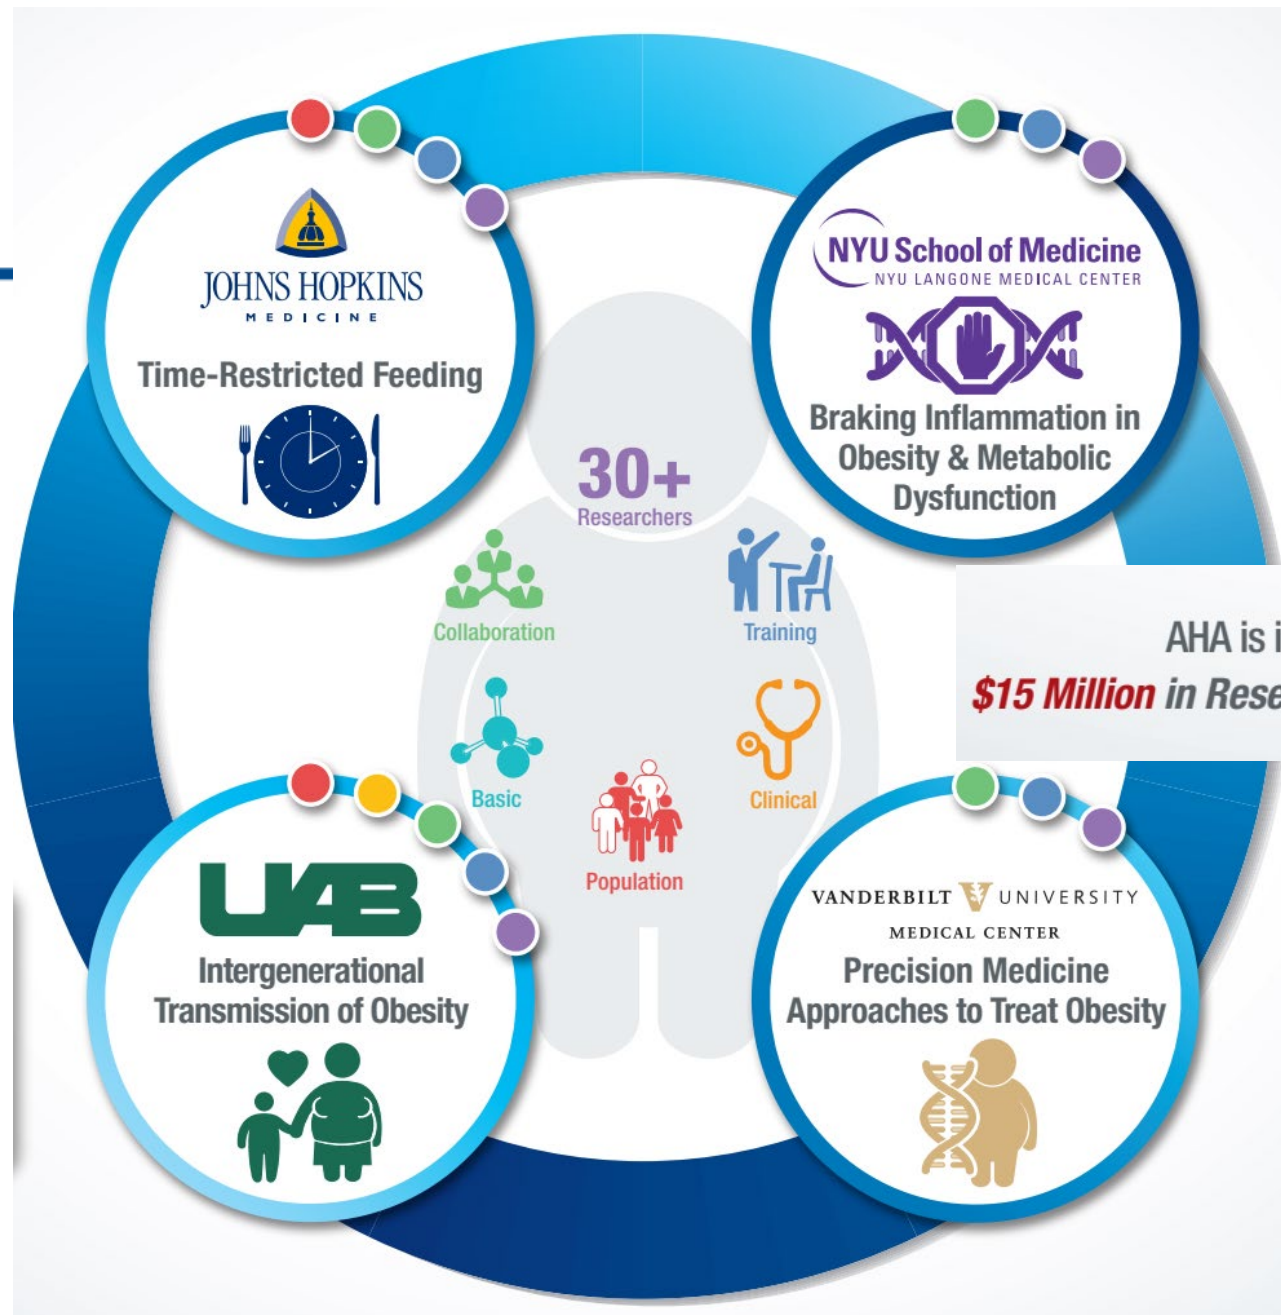 JOHNS HOPKINS
MEDICINE
Time-Restricted Feeding
NYU School of Medicine
NYU LANGONE MEDICAL CENTER
Braking Inflammation in
Obesity & Metabolic
Dysfunction
30+
Researchers
Collaboration
Training
AHA is
$15 Million in
Basic
Clinical
Population
UAB
Intergenerational
Transmission of Obesity
VANDERBILT V UNIVERSITY
MEDICAL CENTER
Precision Medicine
Approaches to Treat Obesity